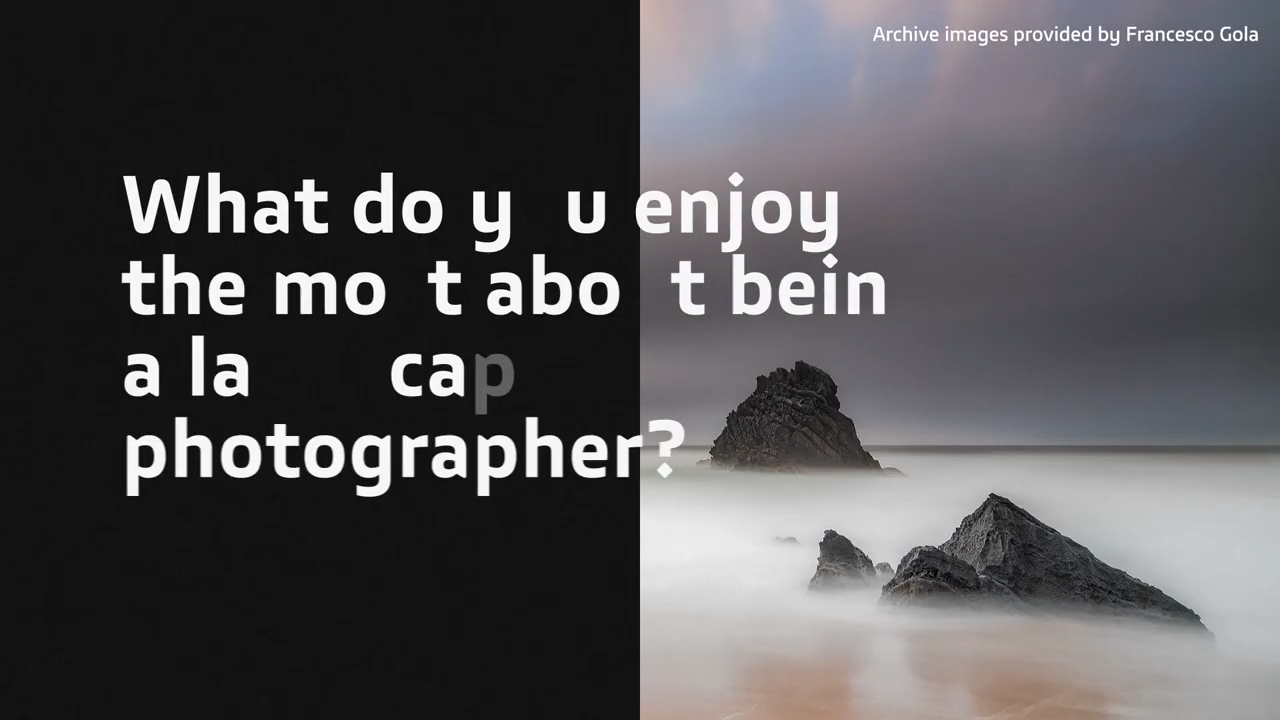 Archive images provided by Francesco Gola
What do y u enjoy
the mo t abo t bein
a la cap
photographer?